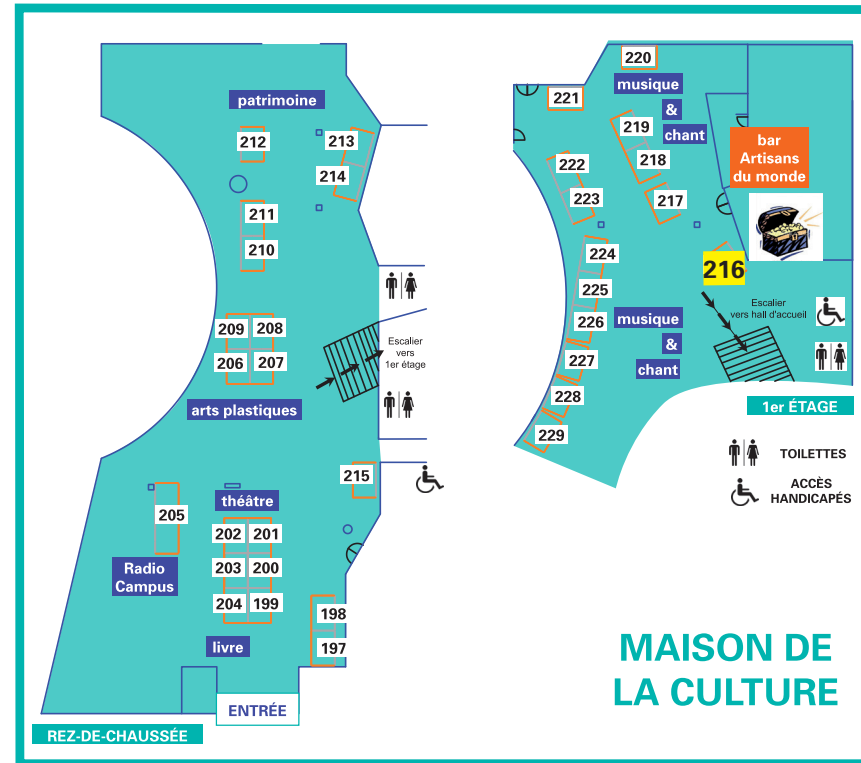 patrimoine
212
213
214
211
210
209
208
206
207
Escalier
vers
1er étage
arts plastiques
215
théâtre
205
202
201
203
200
204
199
Radio
Campus
198
197
livre
ENTRÉE
REZ-DE-CHAUSSÉE
220
musique
&
chant
221
219
218
222
223
217
bar
Artisans
du monde
224
225
226
216
Escalier
vers hall d'accueil
musique
&
chant
227
228
229
1er ÉTAGE
TOILETTES
ACCÈS
HANDICAPÉS
MAISON DE
LA CULTURE